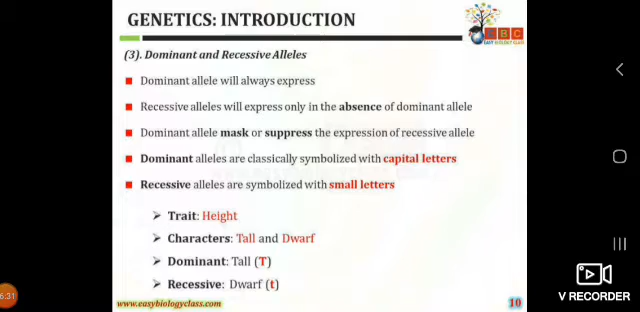 GENETICS: INTRODUCTION
E B C
EASY BIOLOGY CLASS
(3). Dominant and Recessive Alleles
Dominant allele will always express
Recessive alleles will express only in the absence of dominant allele
Dominant allele mask or suppress the expression of recessive allele
Dominant alleles are classically symbolized with capital letters
Recessive alleles are symbolized with small letters
Trait: Height
Characters: Tall and Dwarf
Dominant: Tall (T)
Recessive: Dwarf (t)
6:31
V RECORDER
www.easybiologyclass.com
10